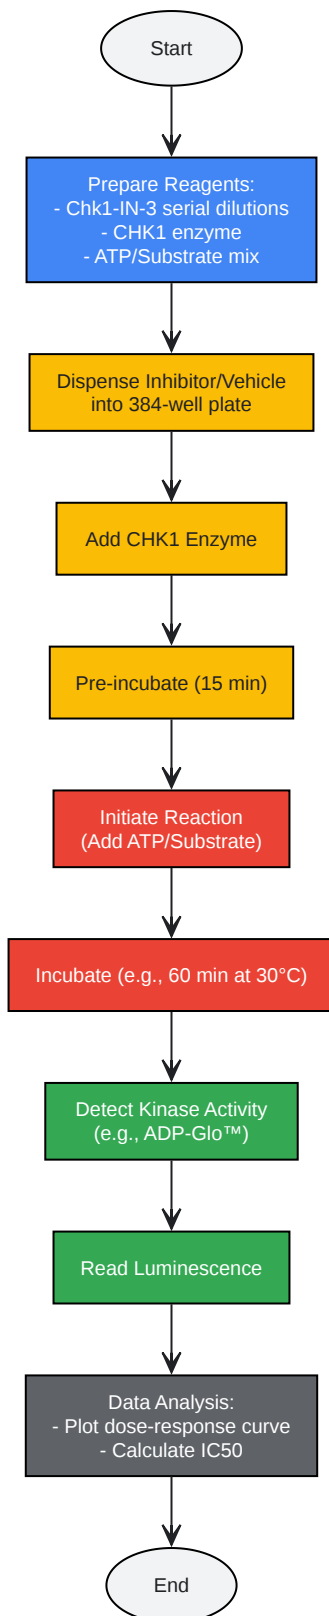 Start
Prepare Reagents:
- Chk1-IN-3 serial dilutions
- CHK1 enzyme
- ATP/Substrate mix
Dispense Inhibitor/Vehicle
into 384-well plate
Add CHK1 Enzyme
Pre-incubate (15 min)
Initiate Reaction
(Add ATP/Substrate)
Incubate (e.g., 60 min at 30°C)
Detect Kinase Activity
(e.g., ADP-Glo™)
Read Luminescence
Data Analysis:
- Plot dose-response curve
- Calculate IC50
End